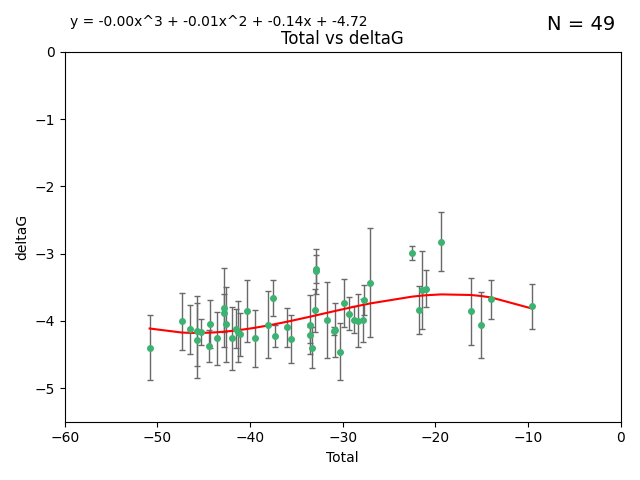 y = -0.00x^3 + -0.01x^2 + -0.14x + -4.72
N = 49
Total vs deltaG
0
−1
−2
−3
−4
−5
deltaG
−60 −50 −40 −30 −20 −10 0
Total